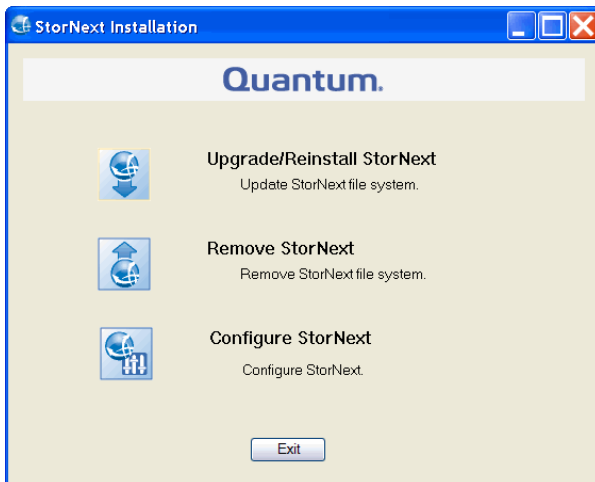 StorNext Installation
Quantum.
Upgrade/Reinstall StorNext
Update StorNext file system.
Remove StorNext
Remove StorNext file system.
Configure StorNext
Configure StorNext.
Exit